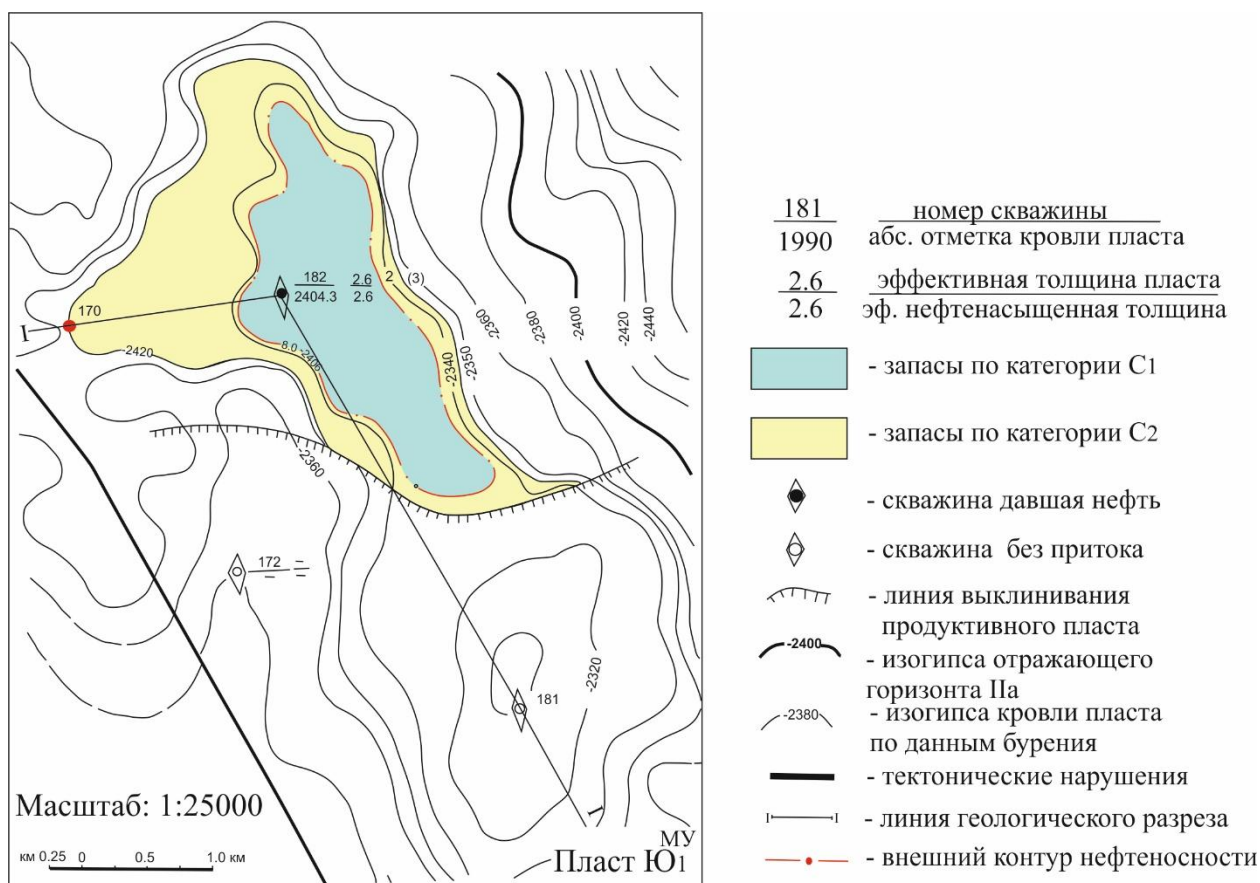 170
I
-2420
182
2404.3
2.6
2.6
2
(3)
8.0
-2406
-2340
-2350
-2360
-2380
-2400
-2420
-2440
-2360
172
-2320
181
I
Масштаб: 1:25000
км 0.25 0 0.5 1.0 км
Пласт Ю1 МУ
181 номер скважины
1990 абс. отметка кровли пласта
2.6 эффективная толщина пласта
2.6 эф. нефтенасыщенная толщина
- запасы по категории С1
- запасы по категории С2
- скважина давшая нефть
- скважина без притока
- линия выклинивания
продуктивного пласта
-2400
- изогипса отражающего
горизонта IIа
-2380 - изогипса кровли пласта
по данным бурения
- тектонические нарушения
I I - линия геологического разреза
- внешний контур нефтеносности